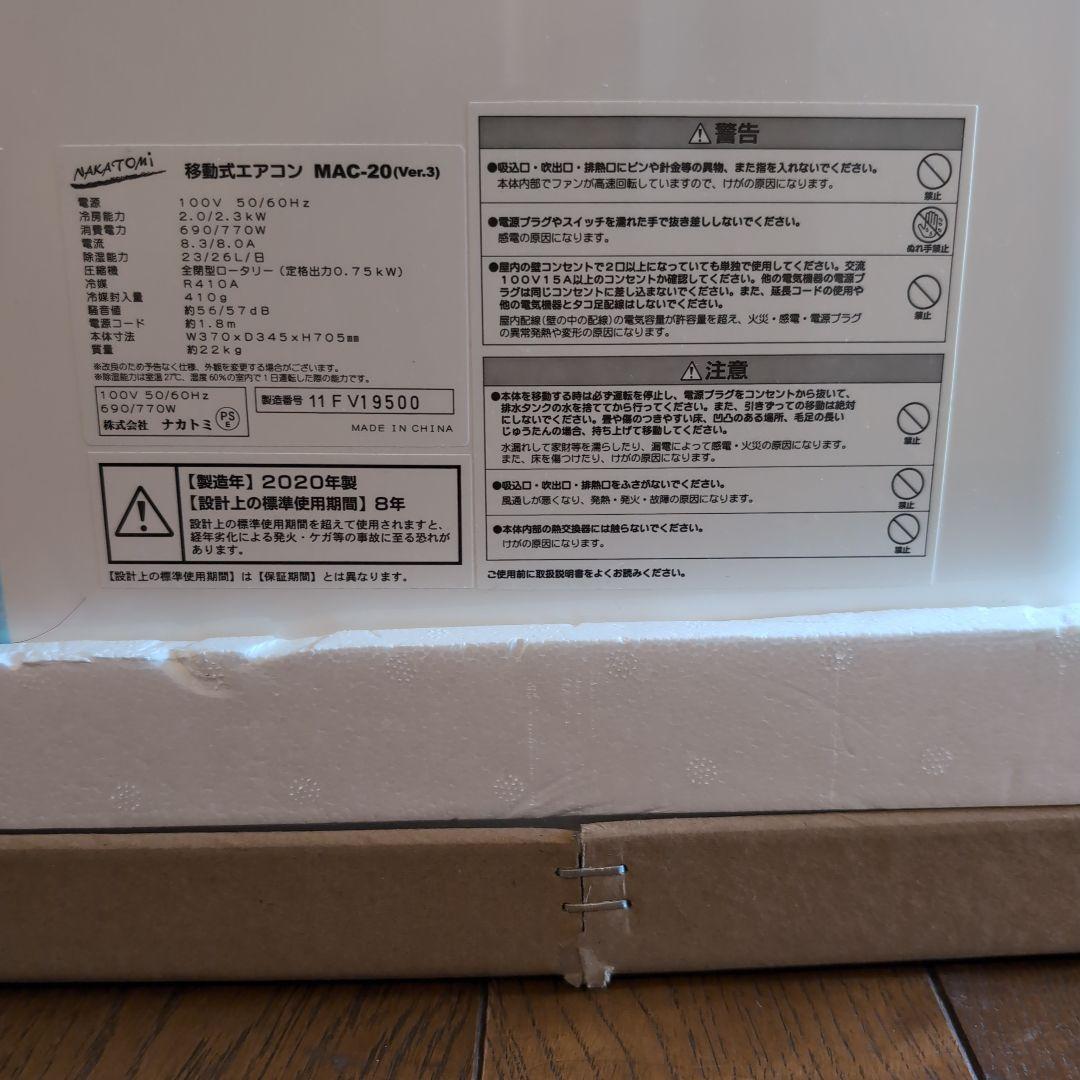 NAKATOMI 移動式エアコン MAC-20(Ver.3)
電源 100V 50/60Hz
冷房能力 2.0/2.3kW
消費電力 690/770W
電流 8.3/8.0A
除湿能力 23/26L/日
圧縮機 全閉型ロータリー(定格出力0.75kW)
冷媒 R410A
冷媒封入量 410g
騒音値 約56/57dB
電源コード 約1.8m
本体寸法 W370xD345xH705mm
質量 約22kg
※改良のため予告なく仕様、外観を変更する場合がございます。
※除湿能力は室温27℃、湿度60%の室内で1日運転した際の能力です。
100V 50/60Hz
690/770W
株式会社 ナカトミ
PS
E
製造番号 11FV19500
MADE IN CHINA
【製造年】2020年製
【設計上の標準使用期間】8年
設計上の標準使用期間を超えて使用されますと、
経年劣化による発火・ケガ等の事故に至る恐れが
あります。
【設計上の標準使用期間】は【保証期間】とは異なります。
警告
●吸込口・吹出口・排熱口にピンや針金等の異物、また指を入れないでください。
本体内部でファンが高速回転していますので、けがの原因になります。
禁止
●電源プラグやスイッチを濡れた手で抜き差ししないでください。
感電の原因になります。
ぬれ手禁止
●屋内の壁コンセントで2口以上になっていても単独で使用してください。交流
100V15A以上のコンセントか確認してください。他の電気機器の電源プ
ラグは同じコンセントに差し込まないでください。また、延長コードの使用や
他の電気機器とタコ足配線はしないでください。
屋内配線(壁の中の配線)の電気容量が許容量を超え、火災・感電・電源プラグ
の異常発熱や変形の原因になります。
禁止
注意
●本体を移動する時は必ず運転を停止し、電源プラグをコンセントから抜いて、
排水タンクの水を捨ててから行ってください。また、引きずっての移動は絶対
にしないでください。畳や傷のつきやすい床、凹凸のある場所、毛足の長い
じゅうたんの場合、持ち上げて移動してください。
水漏れして家財等を濡らしたり、漏電によって感電・火災の原因になります。
また、床を傷つけたり、けがの原因になります。
禁止
●吸込口・吹出口・排熱口をふさがないでください。
風通しが悪くなり、発熱・発火・故障の原因になります。
禁止
●本体内部の熱交換器には触らないでください。
けがの原因になります。
禁止
ご使用前に取扱説明書をよくお読みください。